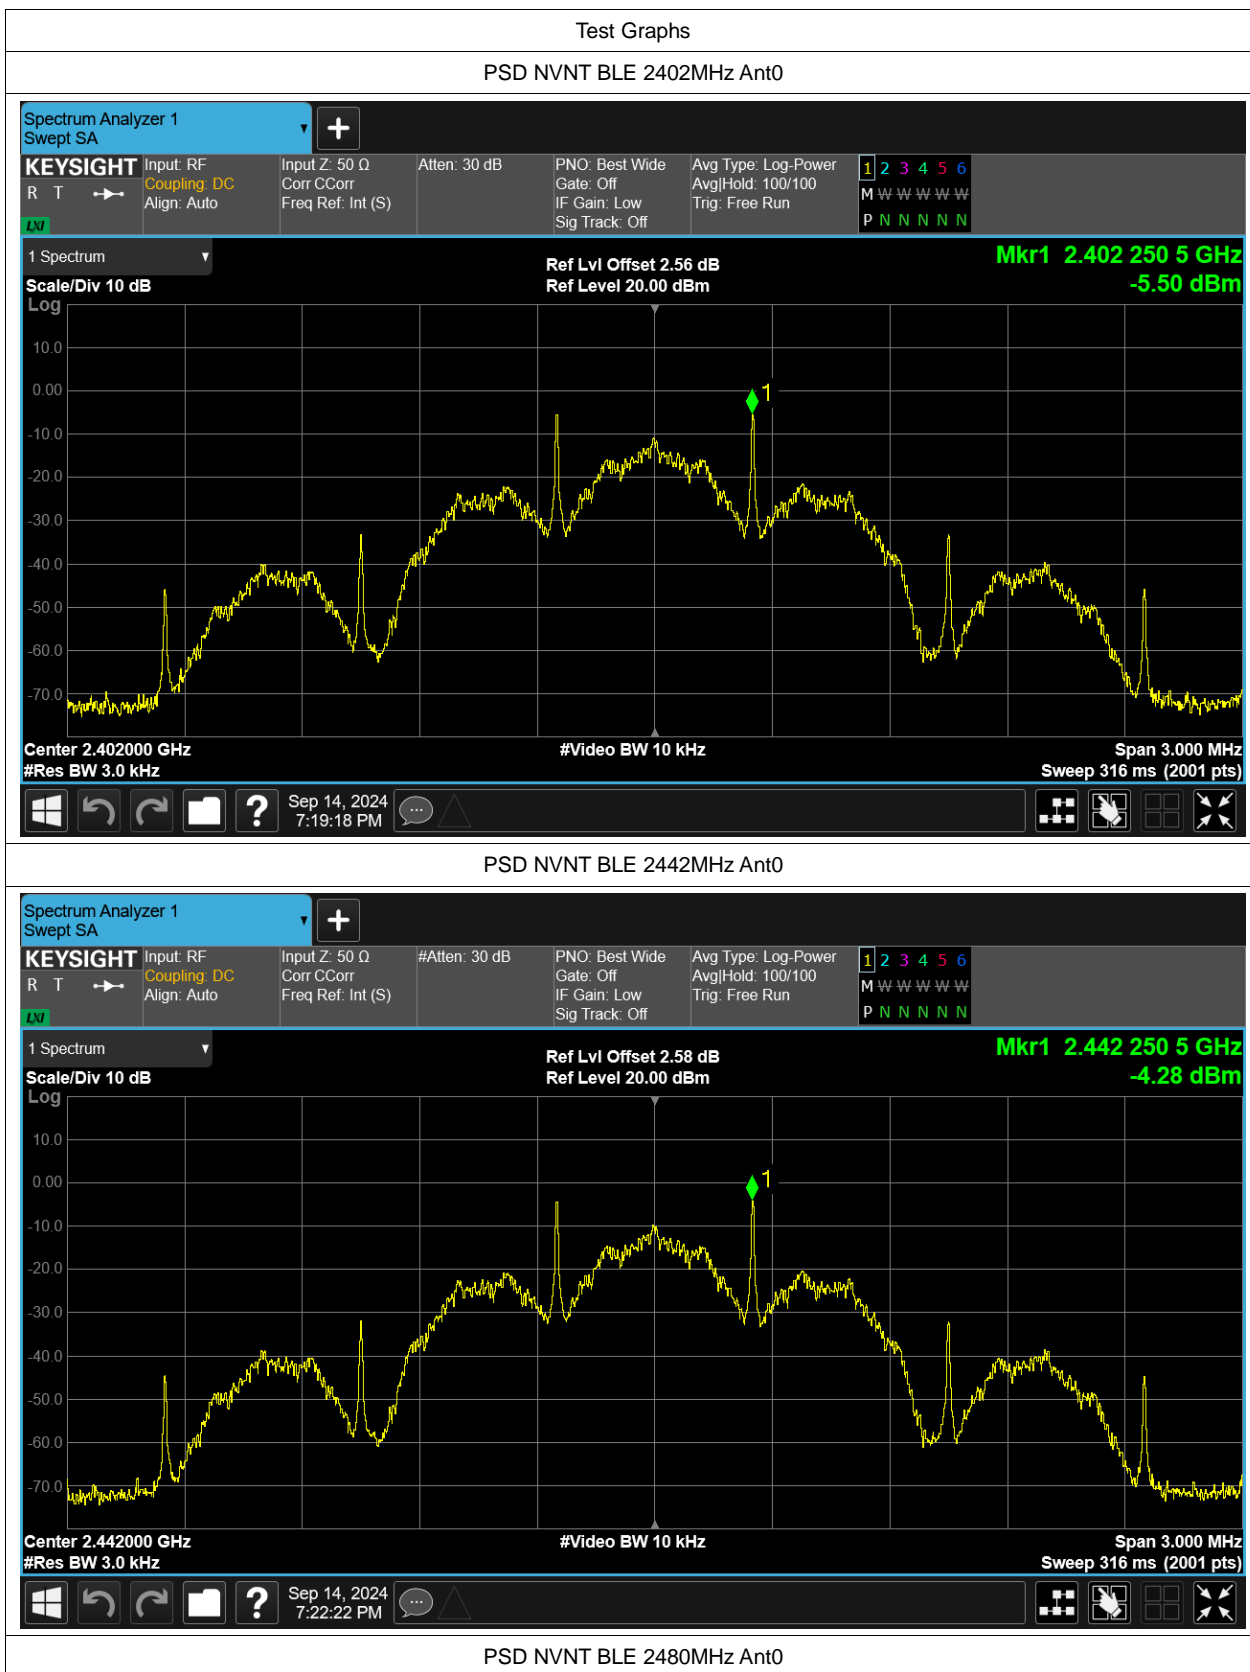 Test Graphs
PSD NVNT BLE 2402MHz Ant0
Spectrum Analyzer 1
Swept SA
KEYSIGHT
R T
LXI
Input: RF
Coupling: DC
Align: Auto
Input Z: 50 Ω
Corr CCorr
Freq Ref: Int (S)
Atten: 30 dB
PNO: Best Wide
Gate: Off
IF Gain: Low
Sig Track: Off
Avg Type: Log-Power
Avg|Hold: 100/100
Trig: Free Run
1 2 3 4 5 6
M W W W W W
P N N N N N
1 Spectrum
Scale/Div 10 dB
Ref Lvl Offset 2.56 dB
Ref Level 20.00 dBm
Mkr1 2.402 250 5 GHz
-5.50 dBm
Log
10.0
0.00
-10.0
-20.0
-30.0
-40.0
-50.0
-60.0
-70.0
1
Center 2.402000 GHz
#Video BW 10 kHz
Span 3.000 MHz
#Res BW 3.0 kHz
Sweep 316 ms (2001 pts)
?
Sep 14, 2024
7:19:18 PM
PSD NVNT BLE 2442MHz Ant0
Spectrum Analyzer 1
Swept SA
KEYSIGHT
R T
LXI
Input: RF
Coupling: DC
Align: Auto
Input Z: 50 Ω
Corr CCorr
Freq Ref: Int (S)
#Atten: 30 dB
PNO: Best Wide
Gate: Off
IF Gain: Low
Sig Track: Off
Avg Type: Log-Power
Avg|Hold: 100/100
Trig: Free Run
1 2 3 4 5 6
M W W W W W
P N N N N N
1 Spectrum
Scale/Div 10 dB
Ref Lvl Offset 2.58 dB
Ref Level 20.00 dBm
Mkr1 2.442 250 5 GHz
-4.28 dBm
Log
10.0
0.00
-10.0
-20.0
-30.0
-40.0
-50.0
-60.0
-70.0
1
Center 2.442000 GHz
#Video BW 10 kHz
Span 3.000 MHz
#Res BW 3.0 kHz
Sweep 316 ms (2001 pts)
?
Sep 14, 2024
7:22:22 PM
PSD NVNT BLE 2480MHz Ant0